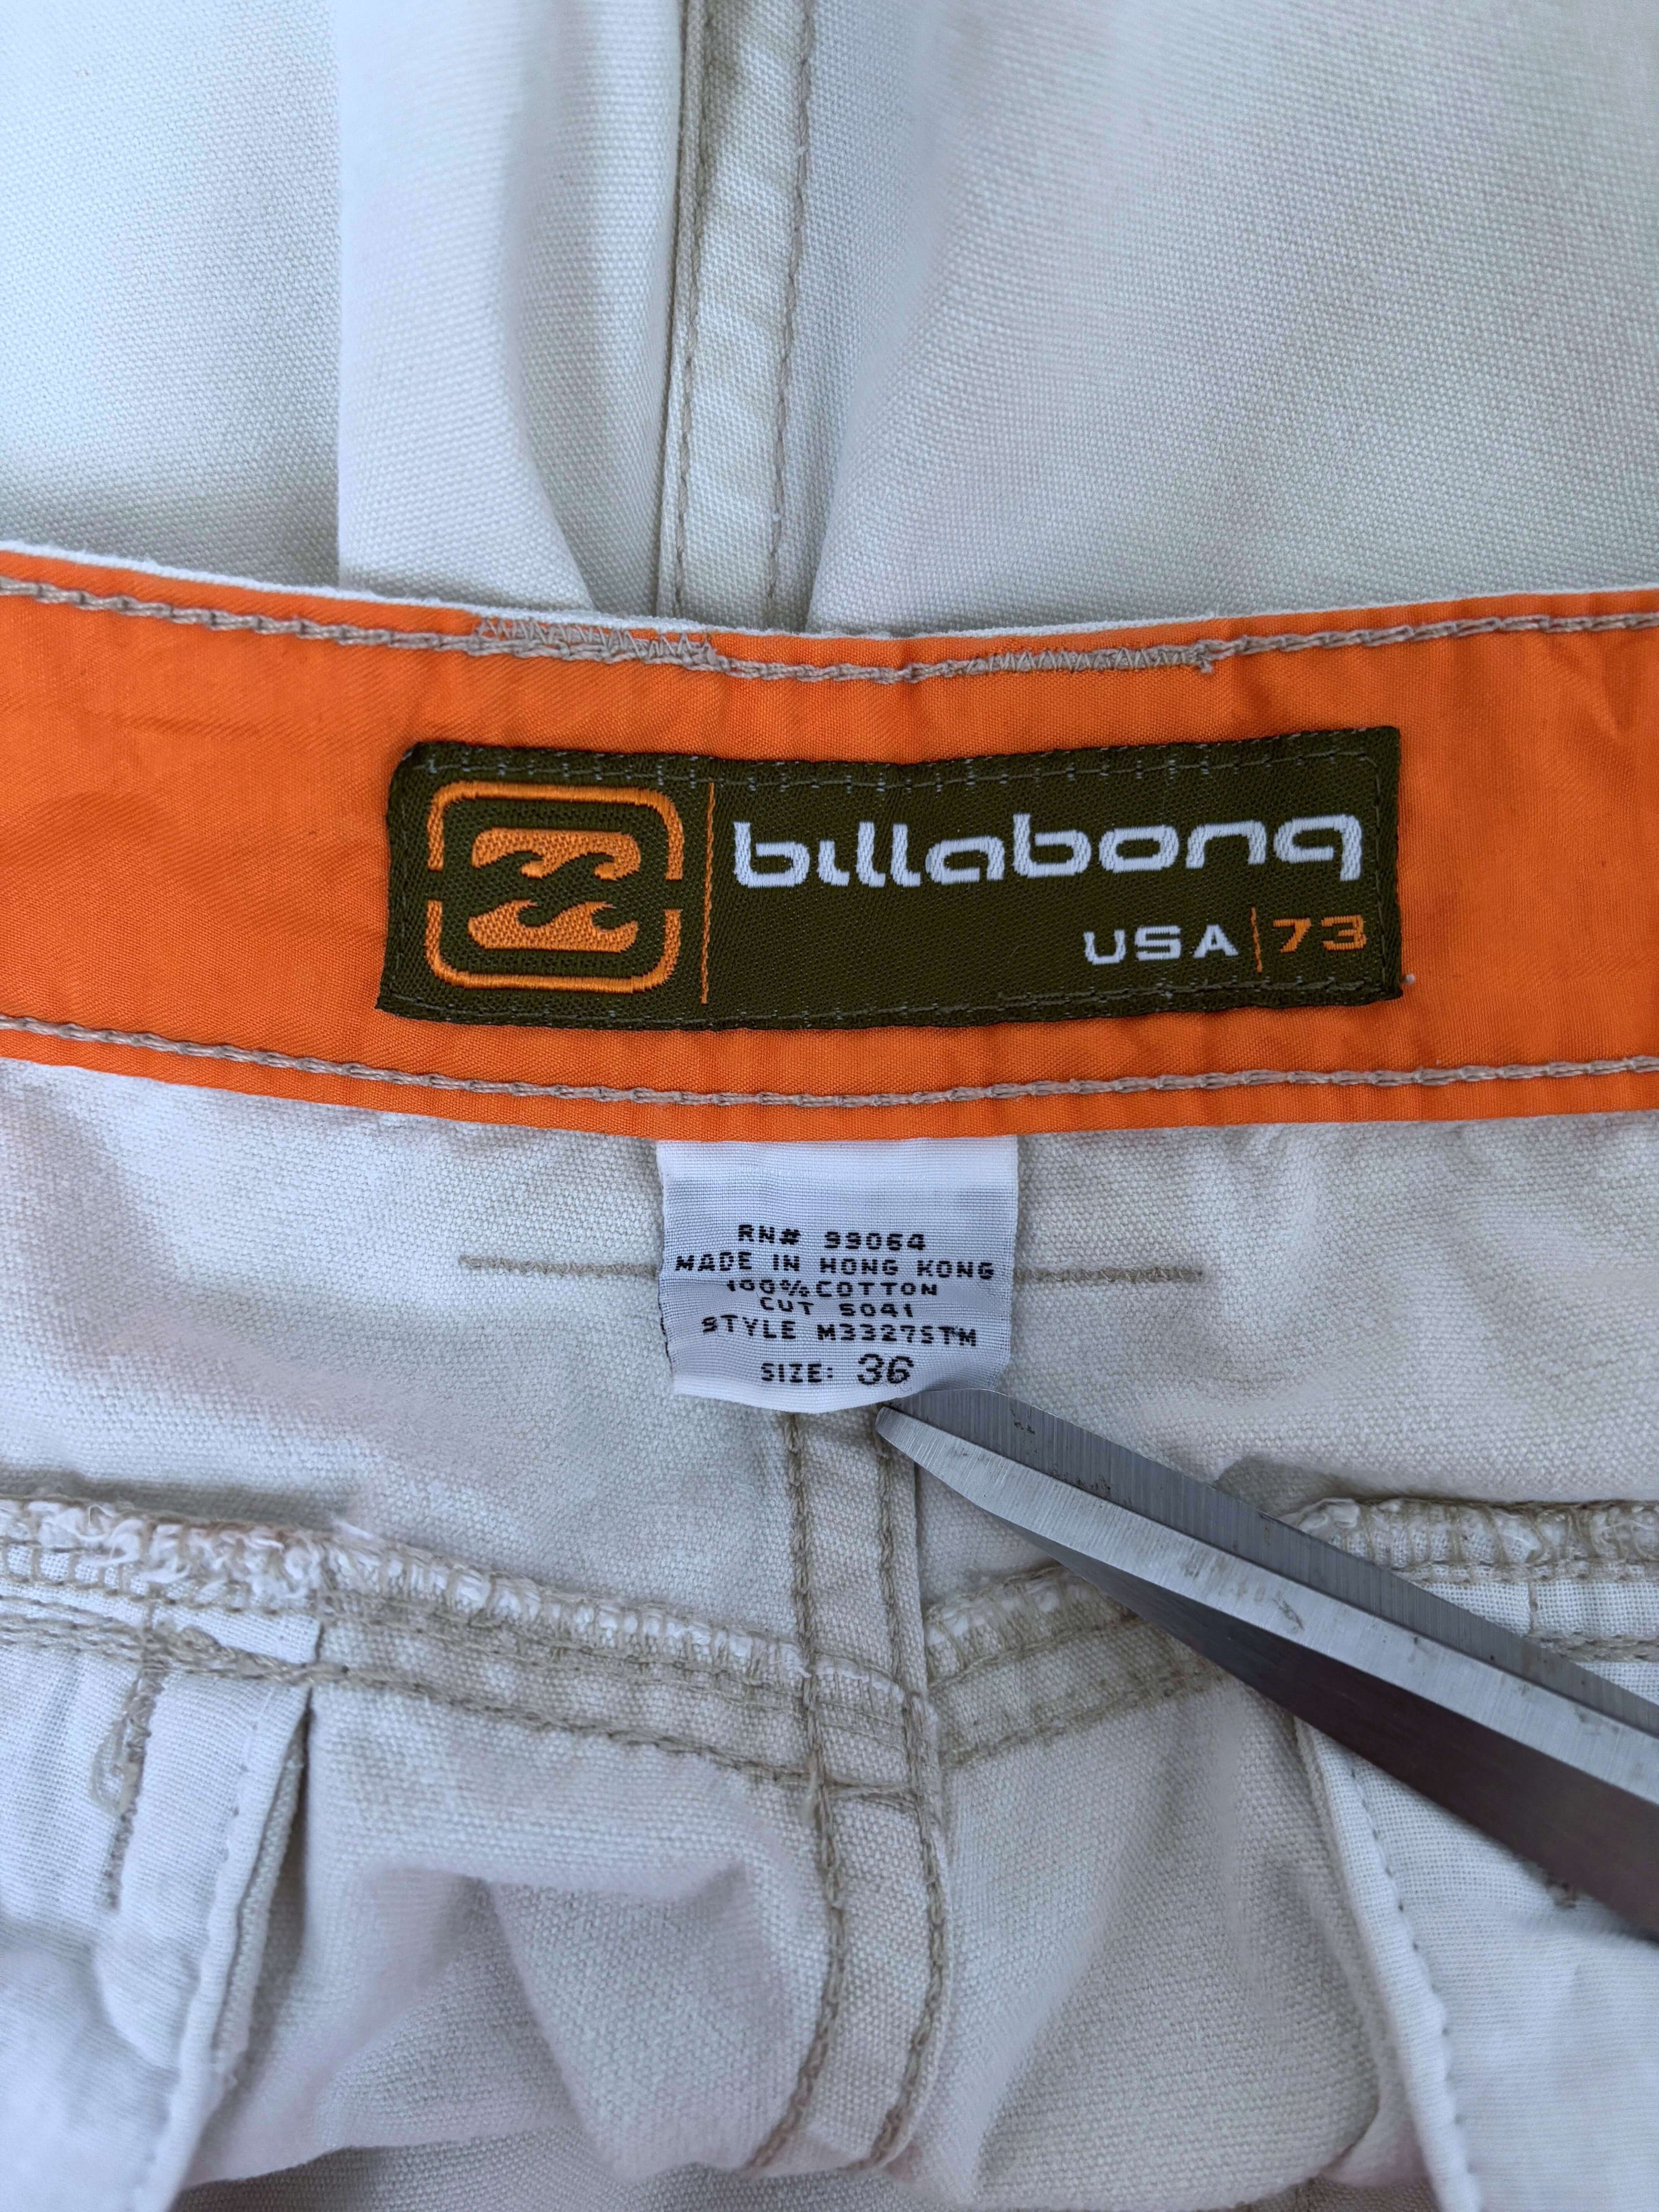 billabong
USA | 73
RN# 99064
MADE IN HONG KONG
100% COTTON
CUT 5041
STYLE M3327STM
SIZE: 36